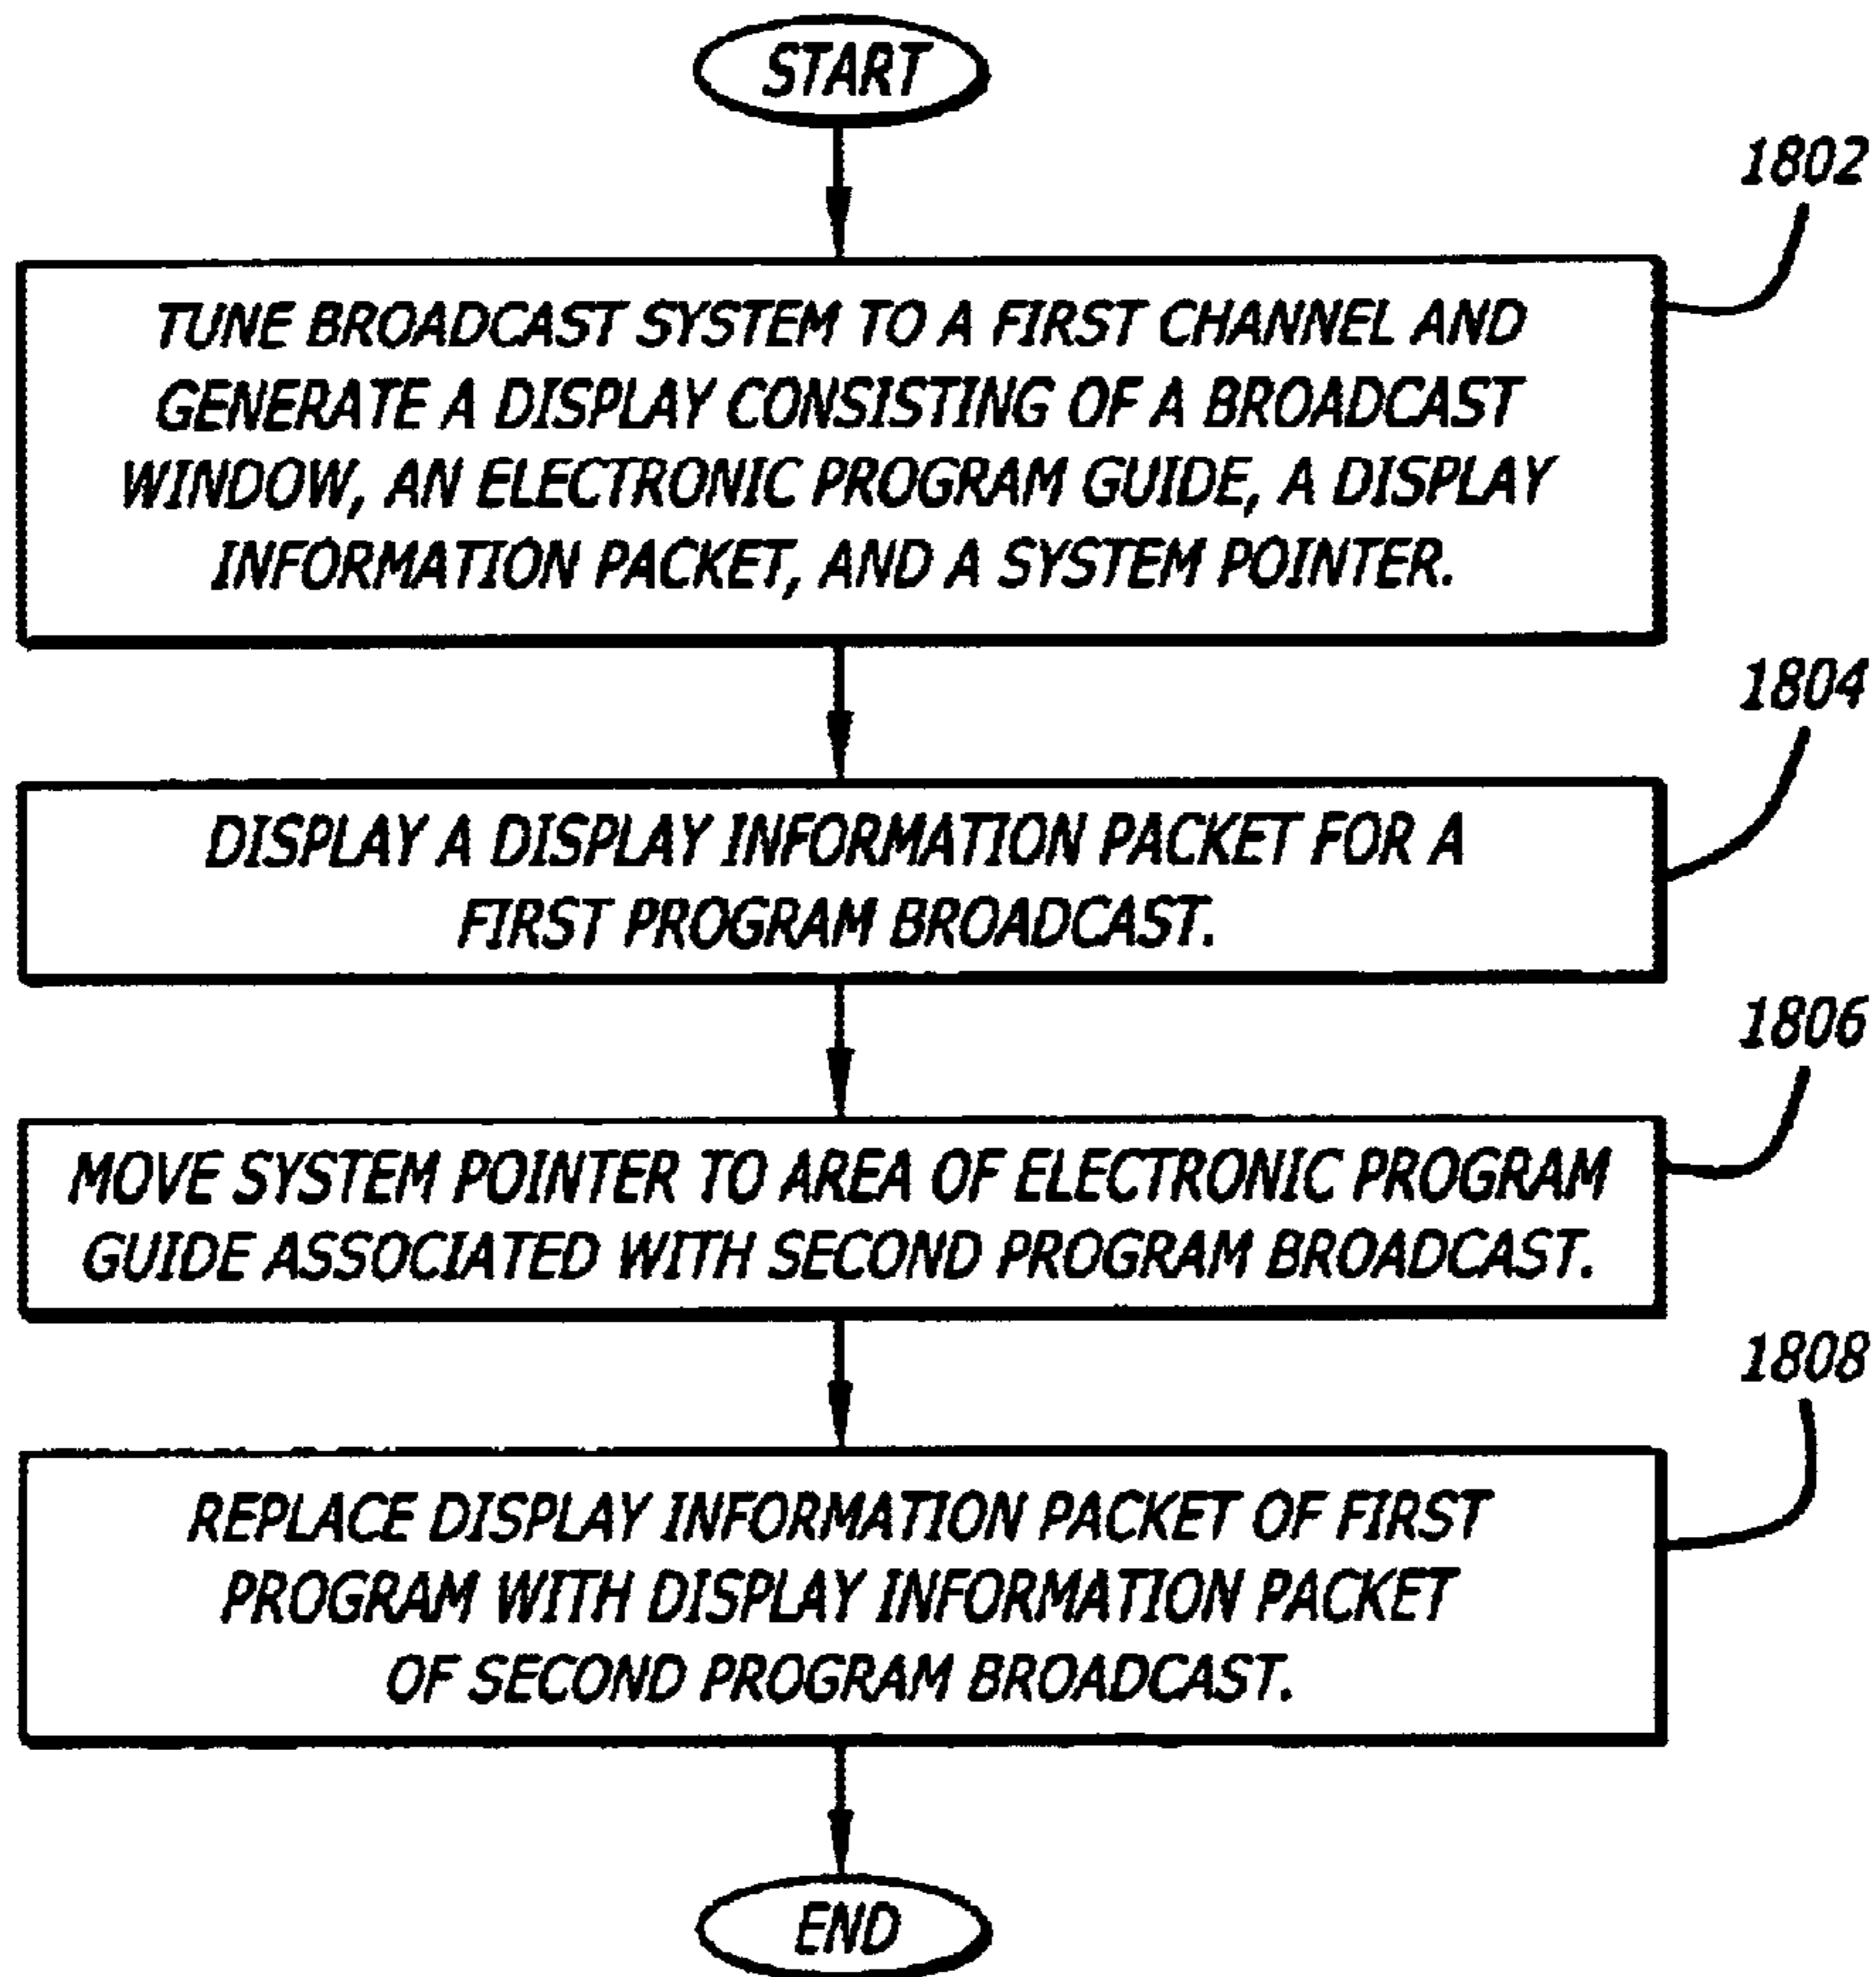 START
1802
TUNE BROADCAST SYSTEM TO A FIRST CHANNEL AND
GENERATE A DISPLAY CONSISTING OF A BROADCAST
WINDOW, AN ELECTRONIC PROGRAM GUIDE, A DISPLAY
INFORMATION PACKET, AND A SYSTEM POINTER.
1804
DISPLAY A DISPLAY INFORMATION PACKET FOR A
FIRST PROGRAM BROADCAST.
1806
MOVE SYSTEM POINTER TO AREA OF ELECTRONIC PROGRAM
GUIDE ASSOCIATED WITH SECOND PROGRAM BROADCAST.
1808
REPLACE DISPLAY INFORMATION PACKET OF FIRST
PROGRAM WITH DISPLAY INFORMATION PACKET
OF SECOND PROGRAM BROADCAST.
END